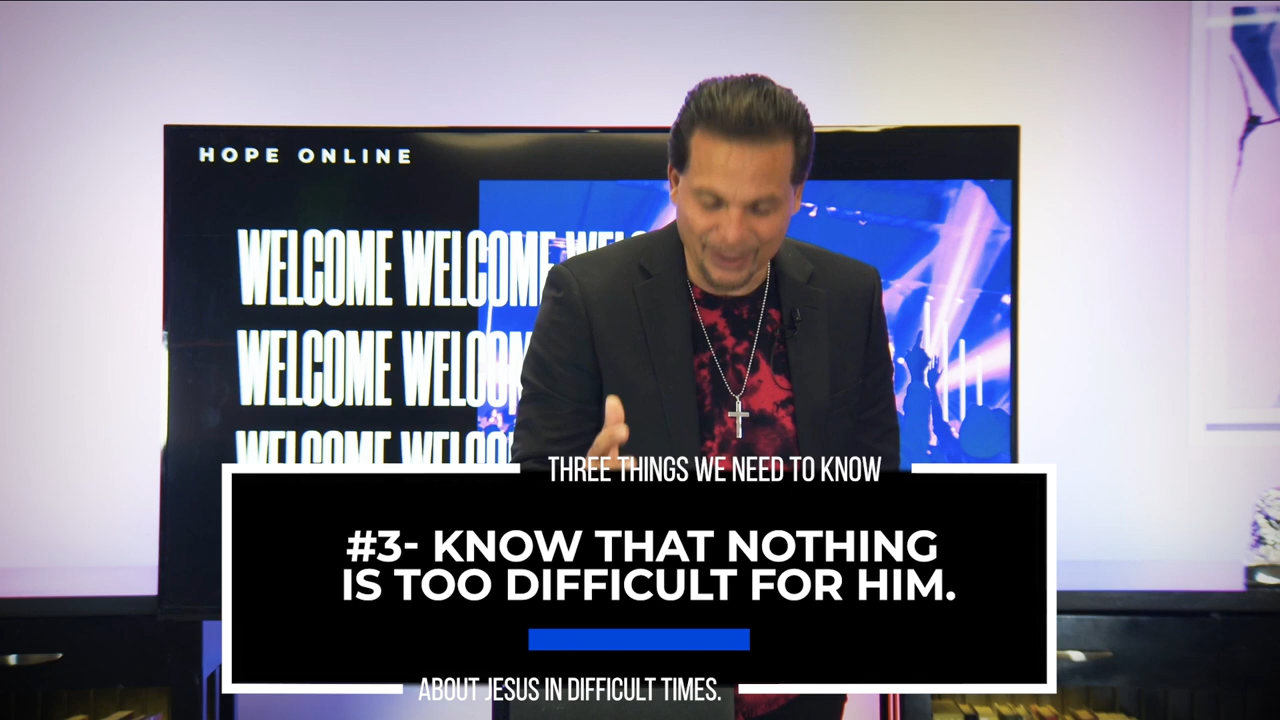 HOPE ONLINE
WELCOME WELCOME
WELCOME
WELCOME
THREE THINGS WE NEED TO KNOW
#3- KNOW THAT NOTHING
IS TOO DIFFICULT FOR HIM.
ABOUT JESUS IN DIFFICULT TIMES.